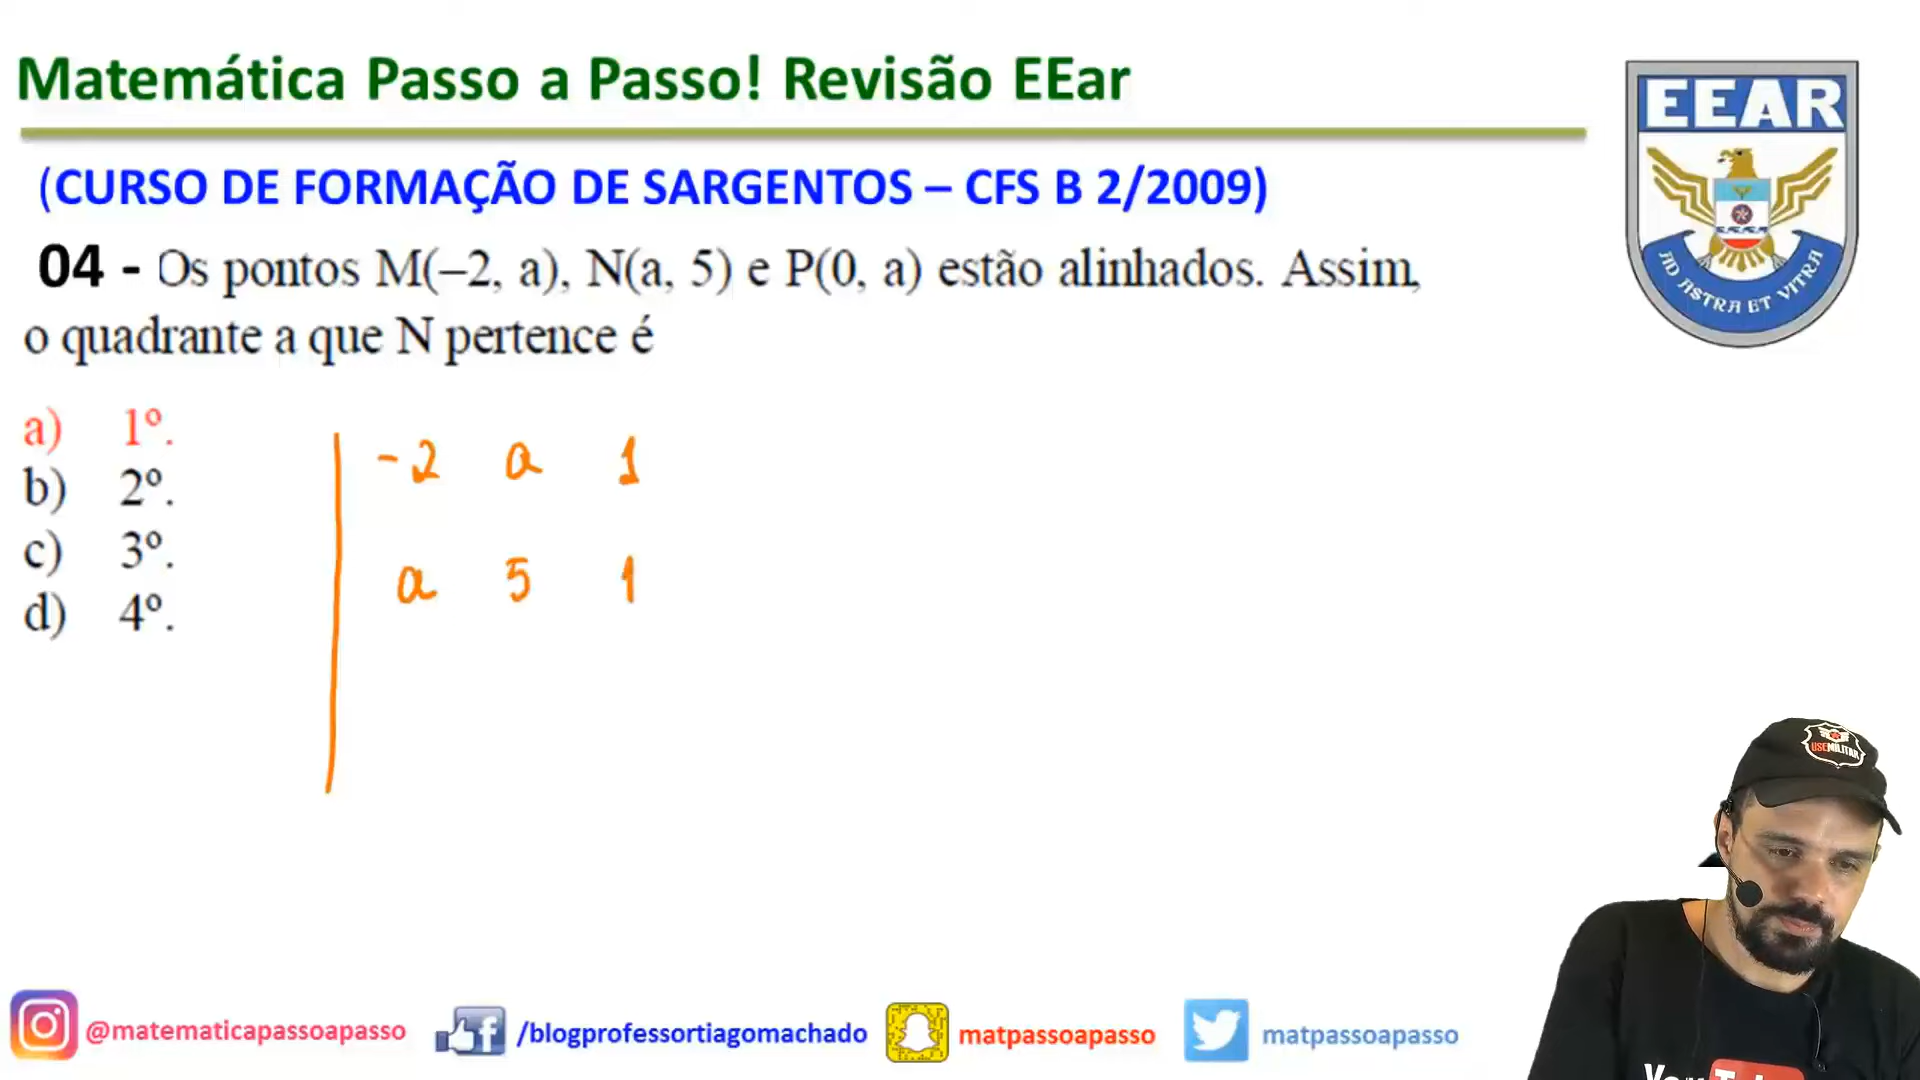 Matemática Passo a Passo! Revisão EEar
EEAR
AD ASTRA ET VITRA
(CURSO DE FORMAÇÃO DE SARGENTOS – CFS B 2/2009)
04 - Os pontos M(–2, a), N(a, 5) e P(0, a) estão alinhados. Assim,
o quadrante a que N pertence é
a) 1º.
b) 2º.
c) 3º.
d) 4º.
-2 a 1
a 5 1
USEMILITAR
@matematicapassoapasso
/blogprofessortiagomachado
matpassoapasso
matpassoapasso